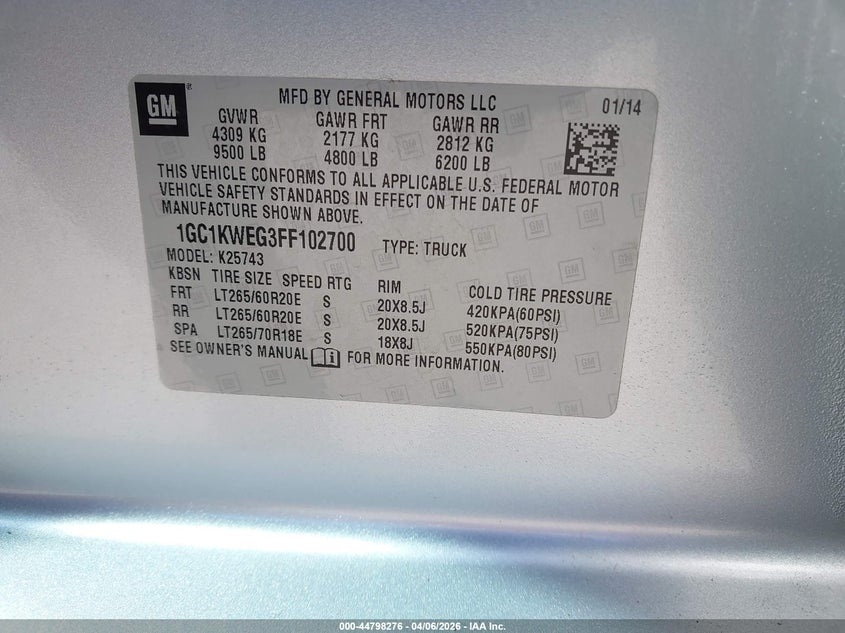 GM ®
MFD BY GENERAL MOTORS LLC 01/14
GVWR GAWR FRT GAWR RR
4309 KG 2177 KG 2812 KG
9500 LB 4800 LB 6200 LB
THIS VEHICLE CONFORMS TO ALL APPLICABLE U.S. FEDERAL MOTOR
VEHICLE SAFETY STANDARDS IN EFFECT ON THE DATE OF
MANUFACTURE SHOWN ABOVE.
1GC1KWEG3FF102700 TYPE: TRUCK
MODEL: K25743
KBSN TIRE SIZE SPEED RTG RIM COLD TIRE PRESSURE
FRT LT265/60R20E S 20X8.5J 420KPA(60PSI)
RR LT265/60R20E S 20X8.5J 520KPA(75PSI)
SPA LT265/70R18E S 18X8J 550KPA(80PSI)
SEE OWNER'S MANUAL FOR MORE INFORMATION.
000-44798276 - 04/06/2026 - IAA Inc.